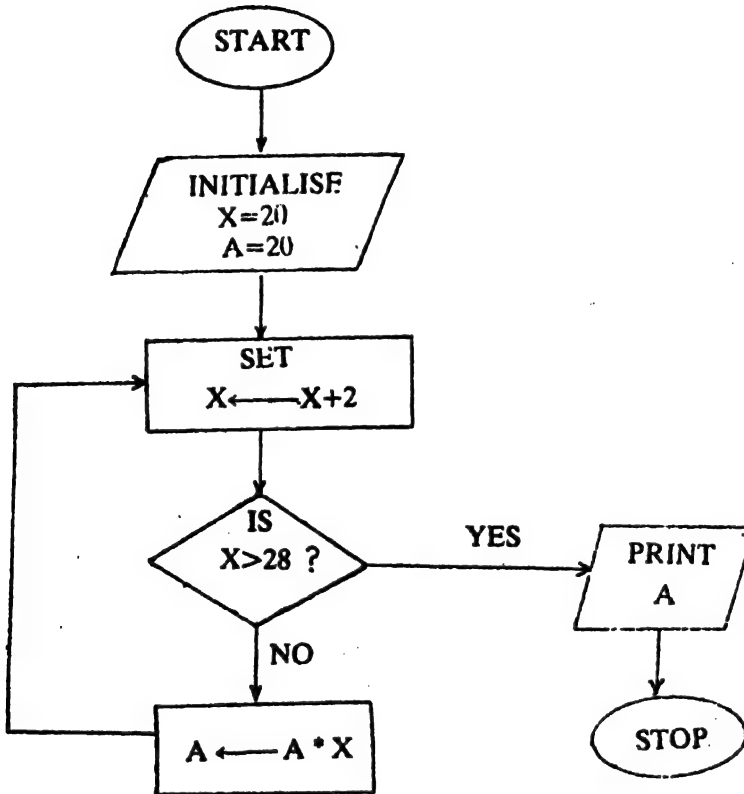 START
INITIALISE
X=20
A=20
SET
X←X+2
IS
X>28 ?
YES
NO
PRINT
A
A ← A * X
STOP